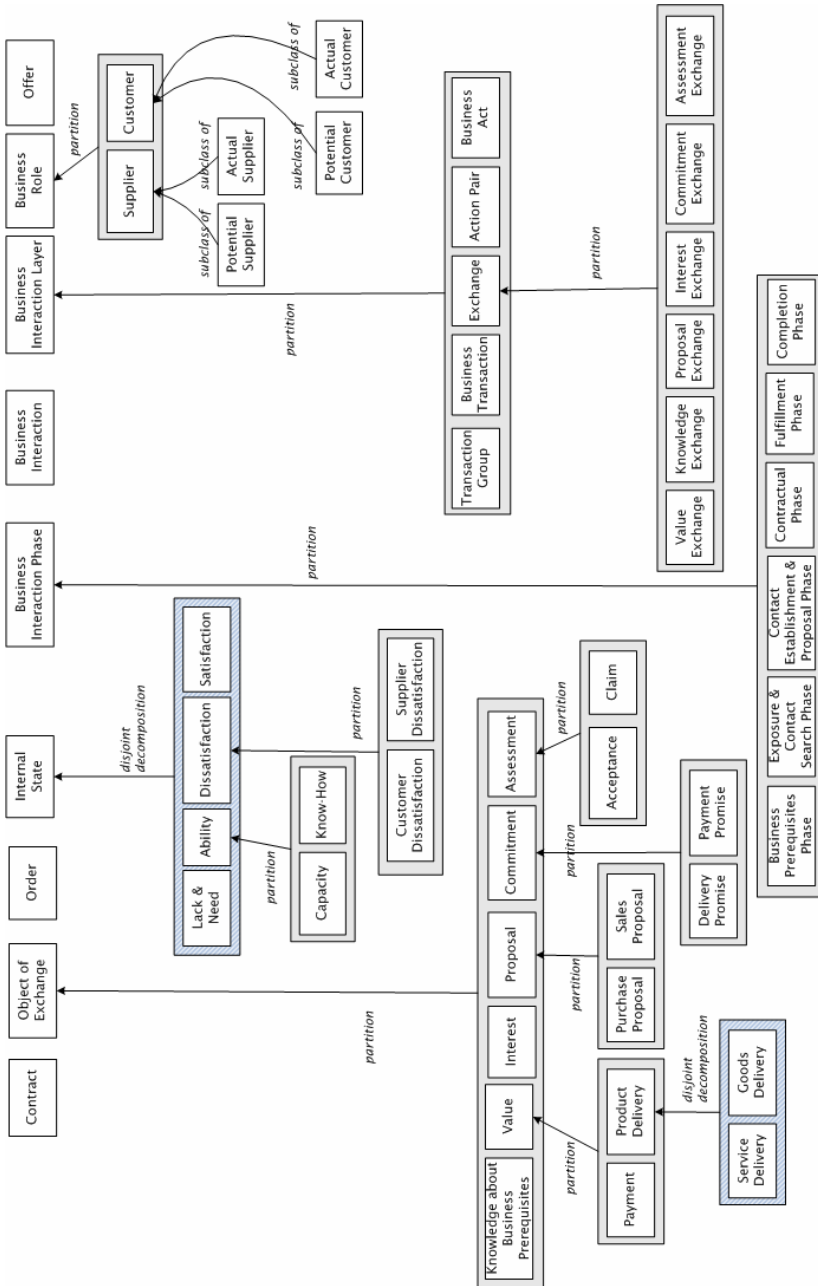 Contract
Object of
Exchange
Order
Internal
State
Business
Interaction Phase
Business
Interaction
Business
Interaction Layer
Business
Role
Offer
partition
Supplier
Customer
subclass of
subclass of
subclass of
subclass of
Potential
Supplier
Actual
Supplier
Potential
Customer
Actual
Customer
disjoint
decomposition
Lack &
Need
Ability
Dissatisfaction
Satisfaction
partition
Capacity
Know-How
partition
Customer
Dissatisfaction
Supplier
Dissatisfaction
partition
partition
partition
Transaction
Group
Business
Transaction
Exchange
Action Pair
Business
Act
partition
Value
Exchange
Knowledge
Exchange
Proposal
Exchange
Interest
Exchange
Commitment
Exchange
Assessment
Exchange
Knowledge about
Business
Prerequisites
Value
Interest
Proposal
Commitment
Assessment
partition
Payment
Product
Delivery
partition
Purchase
Proposal
Sales
Proposal
partition
Delivery
Promise
Payment
Promise
partition
Acceptance
Claim
disjoint
decomposition
Service
Delivery
Goods
Delivery
Business
Prerequisites
Phase
Exposure &
Contact
Search Phase
Contact
Establishment &
Proposal Phase
Contractual
Phase
Fulfillment
Phase
Completion
Phase